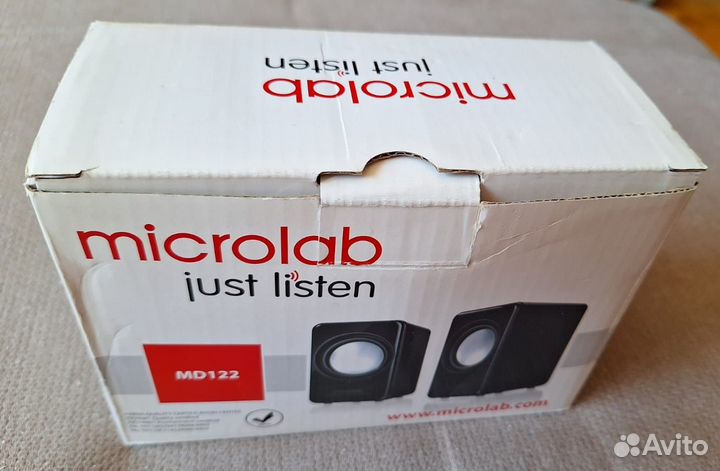 microlab
just listen
microlab
just listen
MD122
www.microlab.com
Avito